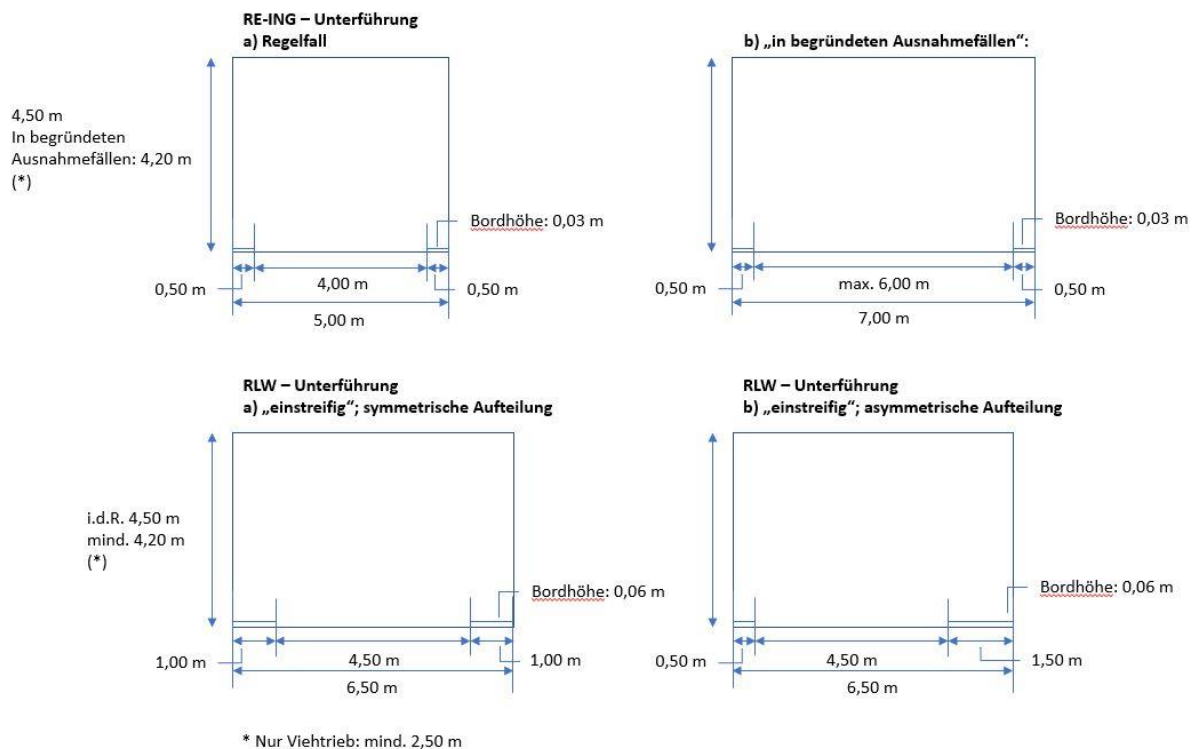 RE-ING – Unterführung
a) Regelfall
4,50 m
In begründeten
Ausnahmefällen: 4,20 m
(*)
Bordhöhe: 0,03 m
0,50 m
4,00 m
0,50 m
5,00 m
b) „in begründeten Ausnahmefällen“:
Bordhöhe: 0,03 m
0,50 m
max. 6,00 m
0,50 m
7,00 m
RLW – Unterführung
a) „einstreifig“; symmetrische Aufteilung
i.d.R. 4,50 m
mind. 4,20 m
(*)
Bordhöhe: 0,06 m
1,00 m
4,50 m
1,00 m
6,50 m
RLW – Unterführung
b) „einstreifig“; asymmetrische Aufteilung
Bordhöhe: 0,06 m
0,50 m
4,50 m
1,50 m
6,50 m
* Nur Viehtrieb: mind. 2,50 m